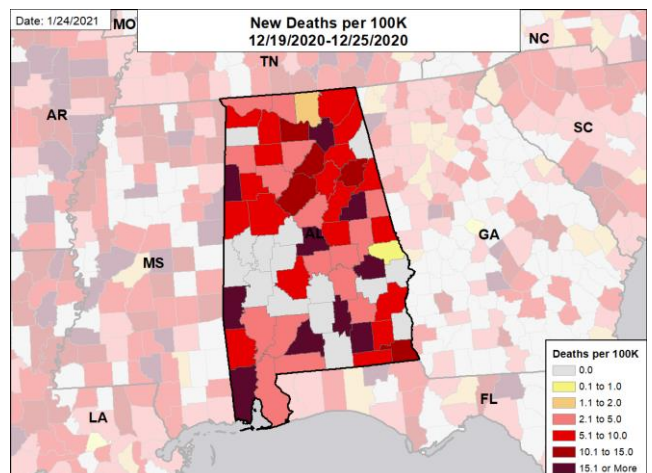 Date: 1/24/2021
New Deaths per 100K
12/19/2020-12/25/2020
MO
NC
TN
AR
SC
AL
GA
MS
LA
FL
Deaths per 100K
0.0
0.1 to 1.0
1.1 to 2.0
2.1 to 5.0
5.1 to 10.0
10.1 to 15.0
15.1 or More